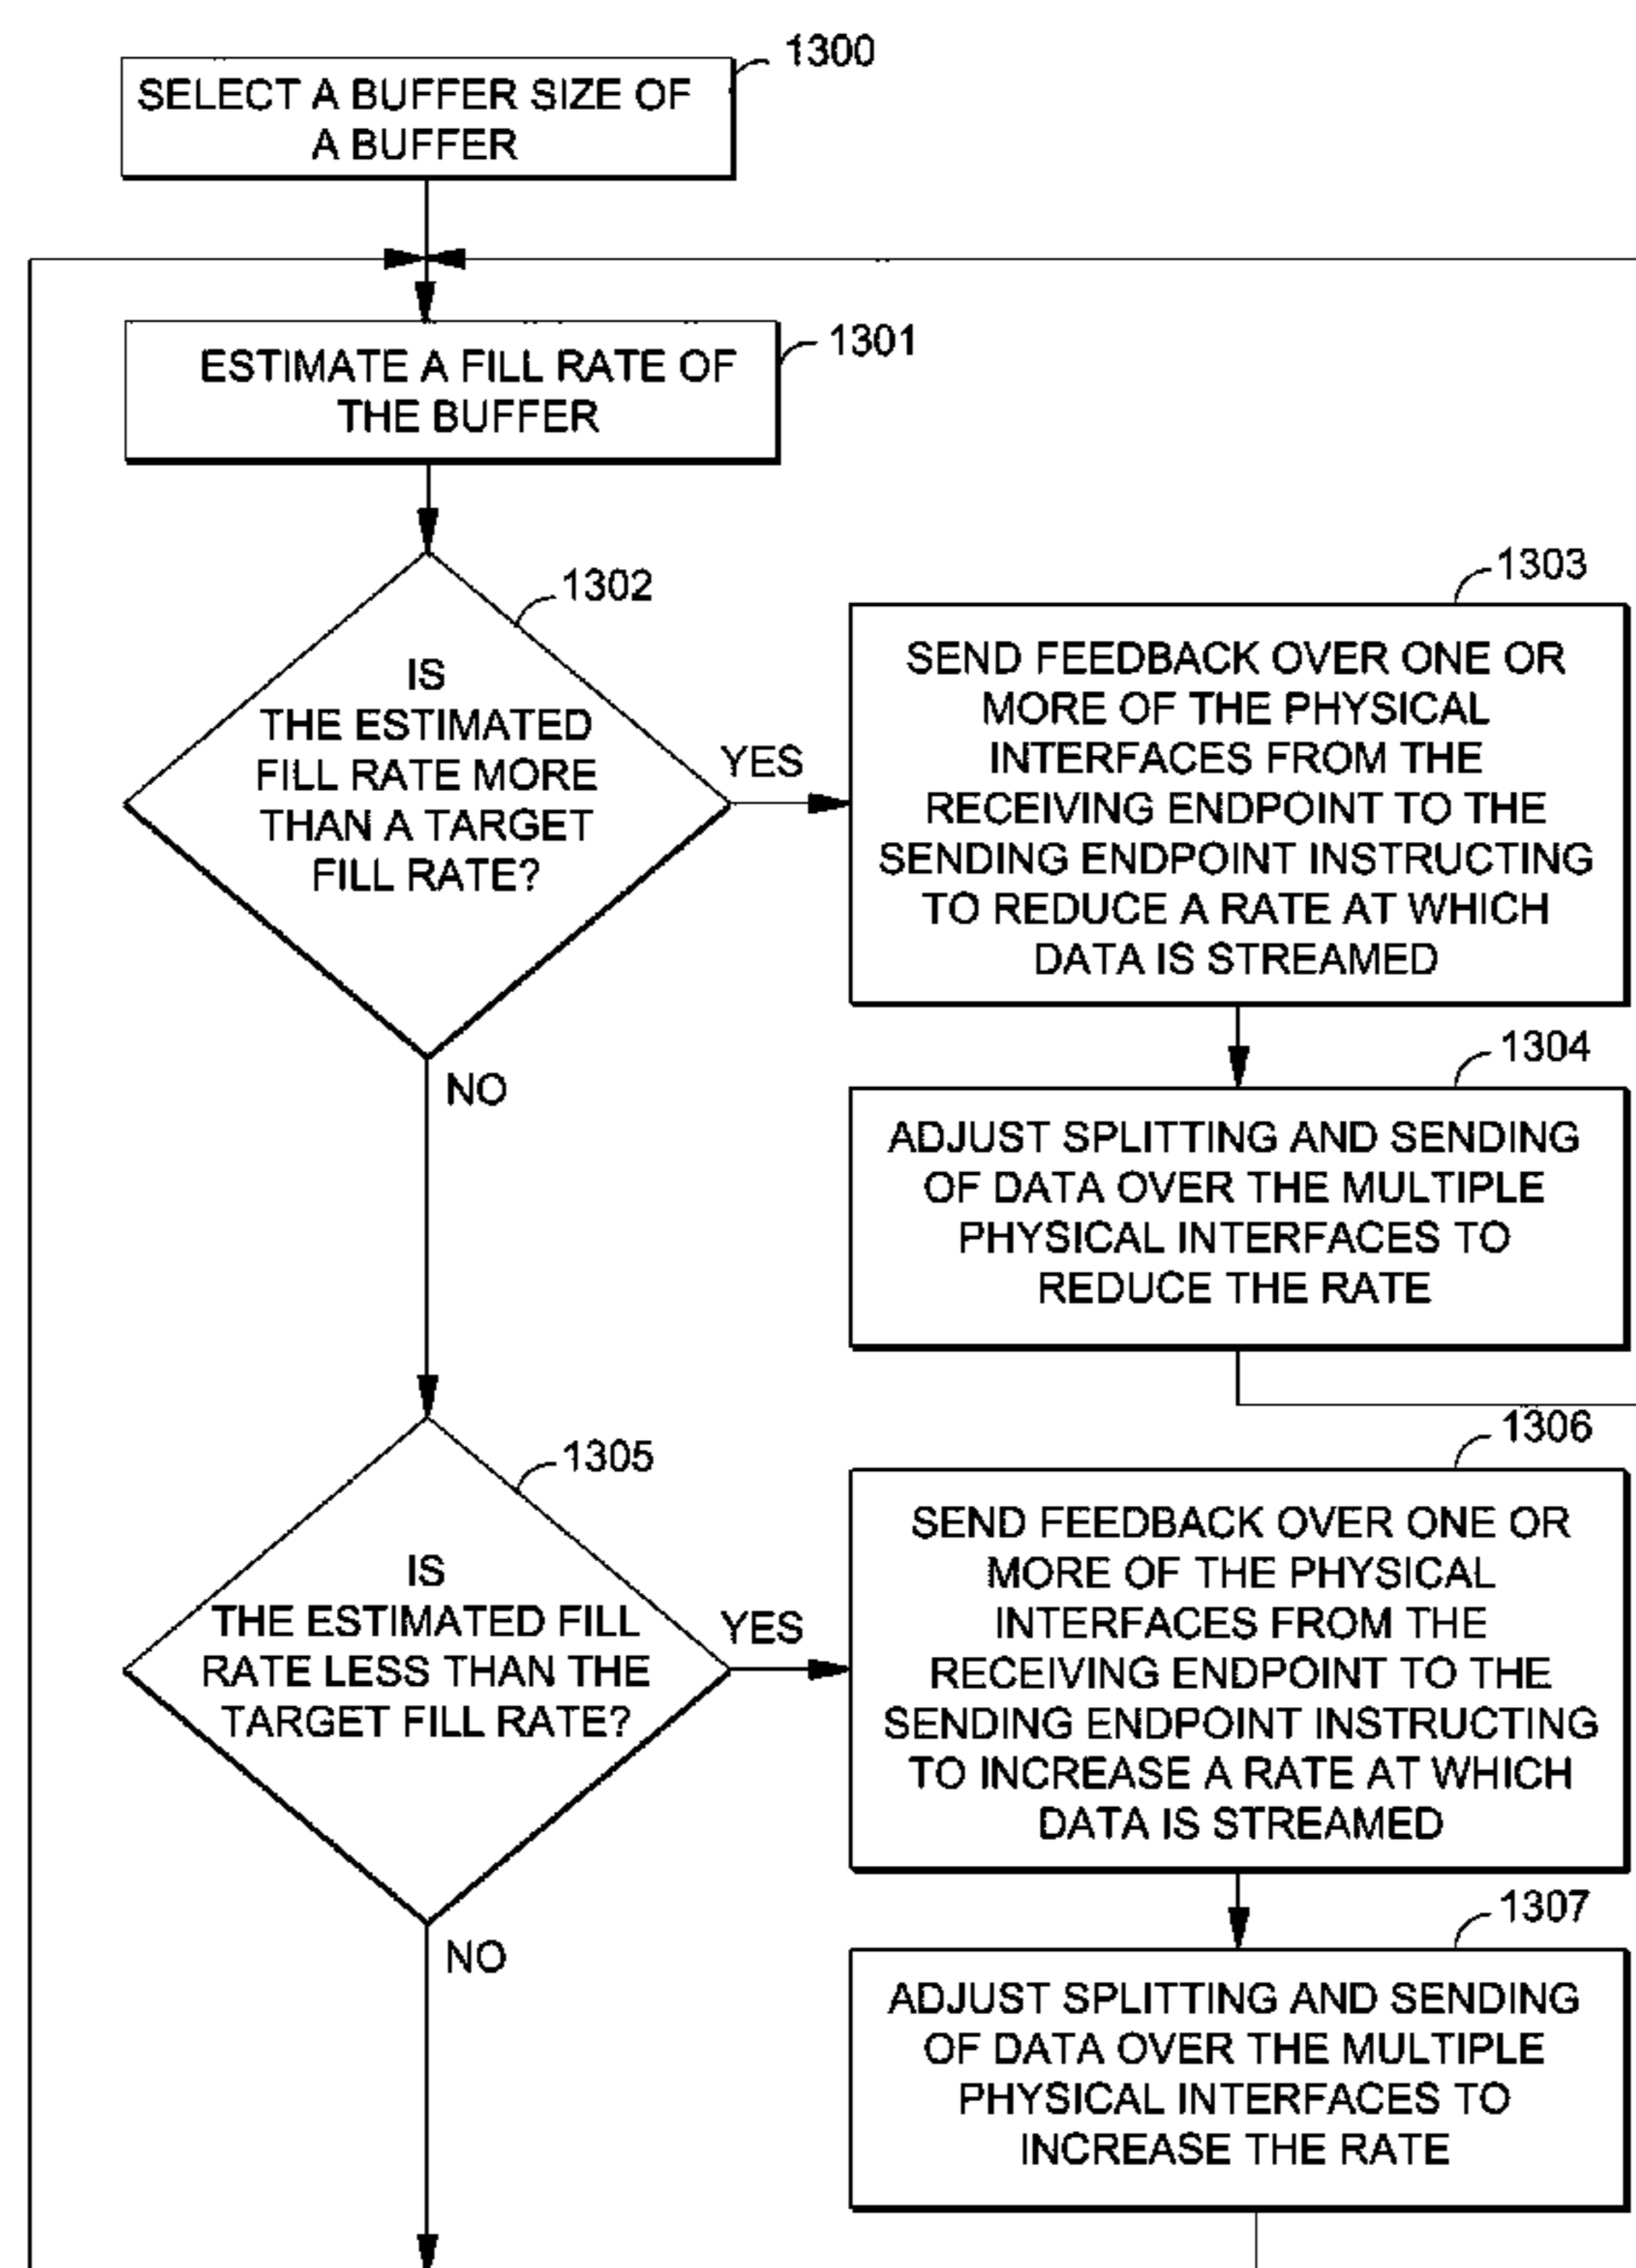 1300
SELECT A BUFFER SIZE OF
A BUFFER
1301
ESTIMATE A FILL RATE OF
THE BUFFER
1302
IS
THE ESTIMATED
FILL RATE MORE
THAN A TARGET
FILL RATE?
YES
NO
1303
SEND FEEDBACK OVER ONE OR
MORE OF THE PHYSICAL
INTERFACES FROM THE
RECEIVING ENDPOINT TO THE
SENDING ENDPOINT INSTRUCTING
TO REDUCE A RATE AT WHICH
DATA IS STREAMED
1304
ADJUST SPLITTING AND SENDING
OF DATA OVER THE MULTIPLE
PHYSICAL INTERFACES TO
REDUCE THE RATE
1305
IS
THE ESTIMATED FILL
RATE LESS THAN THE
TARGET FILL RATE?
YES
NO
1306
SEND FEEDBACK OVER ONE OR
MORE OF THE PHYSICAL
INTERFACES FROM THE
RECEIVING ENDPOINT TO THE
SENDING ENDPOINT INSTRUCTING
TO INCREASE A RATE AT WHICH
DATA IS STREAMED
1307
ADJUST SPLITTING AND SENDING
OF DATA OVER THE MULTIPLE
PHYSICAL INTERFACES TO
INCREASE THE RATE